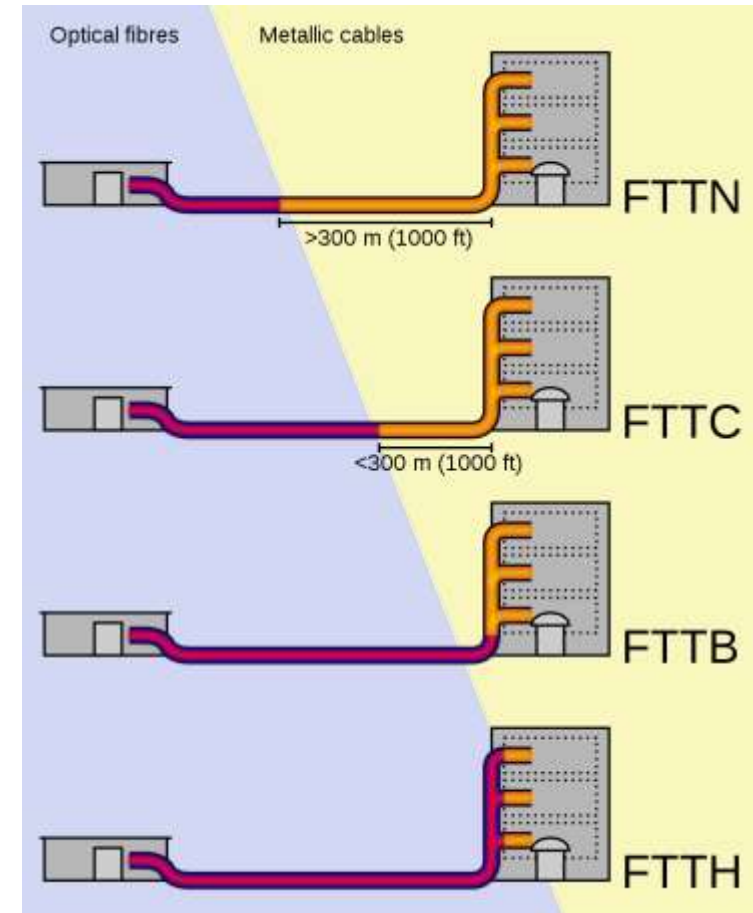 Optical fibres
Metallic cables
FTTN
>300 m (1000 ft)
FTTC
<300 m (1000 ft)
FTTB
FTTH